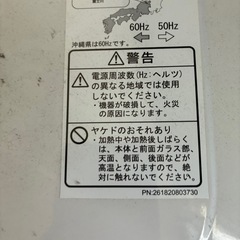 60Hz 50Hz
沖縄県は60Hzです。
警告
電源周波数(Hz:ヘルツ)
の異なる地域では使用
しないでください。
・機器が破損して、火災
の原因になります。
ヤケドのおそれあり
・加熱中や加熱後しばらく
は、本体と前面ガラス部、
天面、側面、後面などが
高温となりますので、絶
対に触れないでください。
PN:261820803730